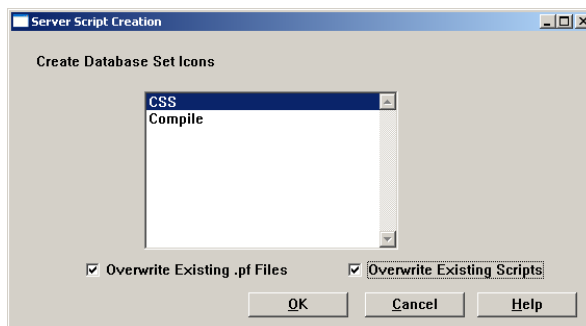 Server Script Creation
Create Database Set Icons
CSS
Compile
Overwrite Existing .pf Files
Overwrite Existing Scripts
OK
Cancel
Help